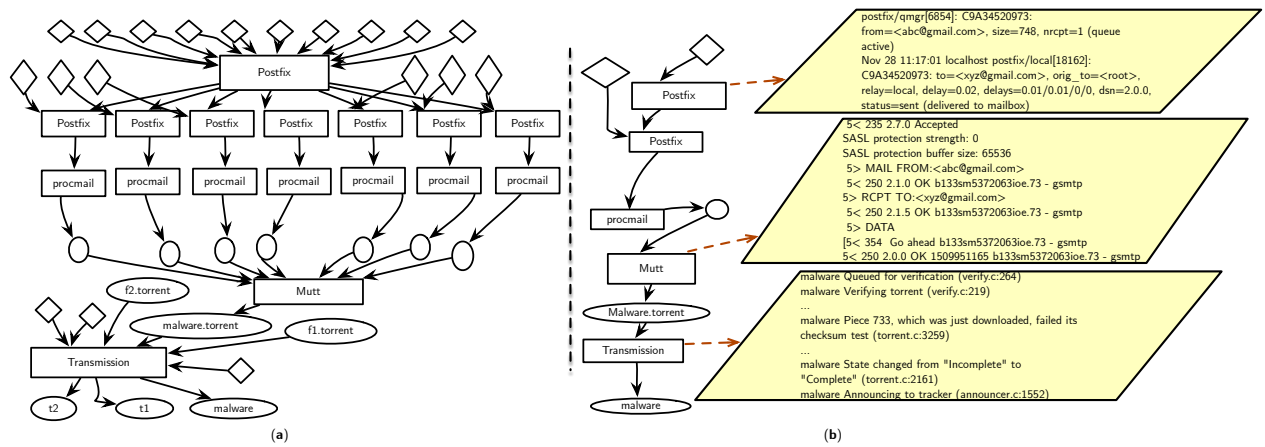 Postfix
Postfix
Postfix
Postfix
Postfix
Postfix
Postfix
Postfix
procmail
procmail
procmail
procmail
procmail
procmail
procmail
Mutt
f2.torrent
malware.torrent
f1.torrent
Transmission
t2
t1
malware
(a)
Postfix
Postfix
procmail
Mutt
Malware.torrent
Transmission
malware
postfix/qmgr[6854]: C9A34520973:
from=<abc@gmail.com>, size=748, nrcpt=1 (queue
active)
Nov 28 11:17:01 localhost postfix/local[18162]:
C9A34520973: to=<xyz@gmail.com>, orig_to=<root>,
relay=local, delay=0.02, delays=0.01/0.01/0/0, dsn=2.0.0,
status=sent (delivered to mailbox)
5< 235 2.7.0 Accepted
SASL protection strength: 0
SASL protection buffer size: 65536
5> MAIL FROM:<abc@gmail.com>
5< 250 2.1.0 OK b133sm5372063ioe.73 - gsmtp
5> RCPT TO:<xyz@gmail.com>
5< 250 2.1.5 OK b133sm5372063ioe.73 - gsmtp
5> DATA
[5< 354 Go ahead b133sm5372063ioe.73 - gsmtp
5< 250 2.0.0 OK 1509951165 b133sm5372063ioe.73 - gsmtp
malware Queued for verification (verify.c:264)
malware Verifying torrent (verify.c:219)
...
malware Piece 733, which was just downloaded, failed its
checksum test (torrent.c:3259)
...
malware State changed from "Incomplete" to
"Complete" (torrent.c:2161)
malware Announcing to tracker (announcer.c:1552)
(b)